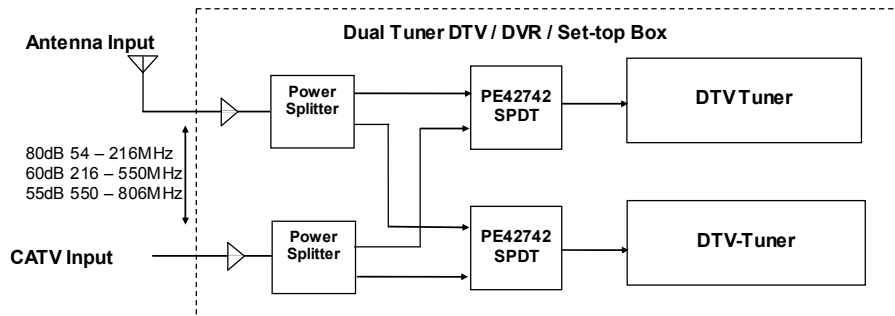 Dual Tuner DTV / DVR / Set-top Box
Antenna Input
Power
Splitter
PE42742
SPDT
DTV Tuner
80dB 54 – 216MHz
60dB 216 – 550MHz
55dB 550 – 806MHz
CATV Input
Power
Splitter
PE42742
SPDT
DTV-Tuner